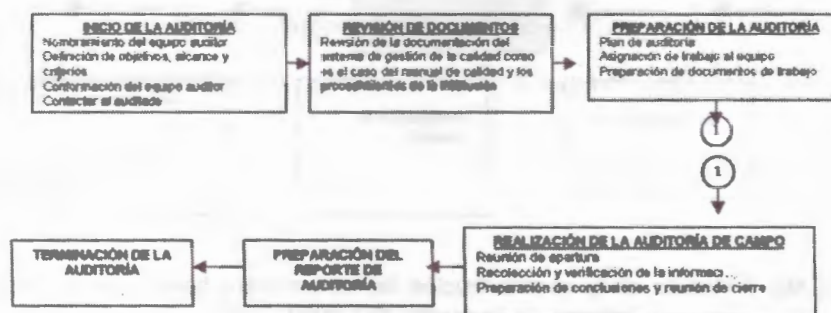 INICIO DE LA AUDITORÍA
Nombramiento del equipo auditor
Definición de objetivos, alcance y
criterios
Conformación del equipo auditor
Contactar al auditado
REVISIÓN DE DOCUMENTOS
Revisión de la documentación del
sistema de gestión de la calidad como
es el caso del manual de calidad y los
procedimientos de la institución
PREPARACIÓN DE LA AUDITORÍA
Plan de auditoría
Asignación de trabajo al equipo
Preparación de documentos de trabajo
1
1
REALIZACIÓN DE LA AUDITORÍA DE CAMPO
Reunión de apertura
Recolección y verificación de la informaci...
Preparación de conclusiones y reunión de cierre
PREPARACIÓN DEL
REPORTE DE
AUDITORÍA
TERMINACIÓN DE LA
AUDITORÍA